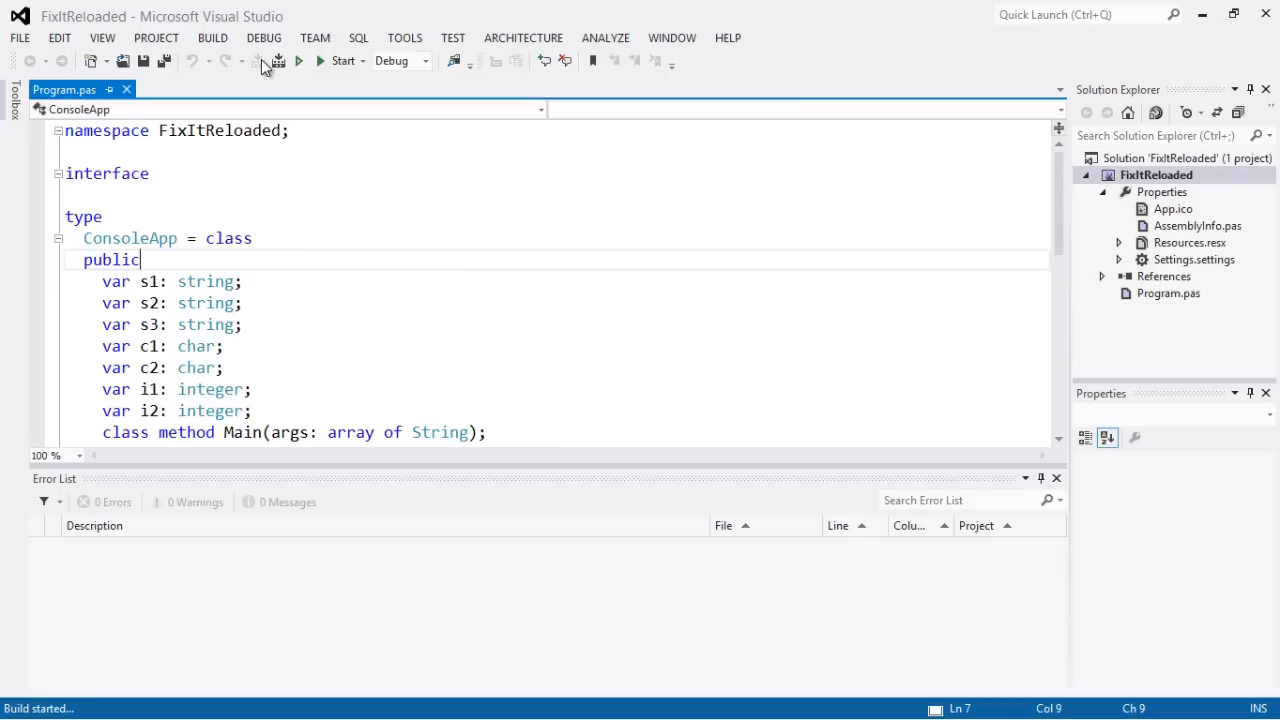 FixItReloaded - Microsoft Visual Studio
Quick Launch (Ctrl+Q)
FILE EDIT VIEW PROJECT BUILD DEBUG TEAM SQL TOOLS TEST ARCHITECTURE ANALYZE WINDOW HELP
Start Debug
Toolbox
Program.pas
ConsoleApp
namespace FixItReloaded;
interface
type
ConsoleApp = class
public
var s1: string;
var s2: string;
var s3: string;
var c1: char;
var c2: char;
var i1: integer;
var i2: integer;
class method Main(args: array of String);
100 %
Error List
0 Errors 0 Warnings 0 Messages
Search Error List
Description File Line Colu... Column Project
Solution Explorer
Search Solution Explorer (Ctrl+;)
Solution 'FixItReloaded' (1 project)
FixItReloaded
Properties
App.ico
AssemblyInfo.pas
Resources.resx
Settings.settings
References
Program.pas
Properties
Build started...
Ln 7 Col 9 Ch 9 INS